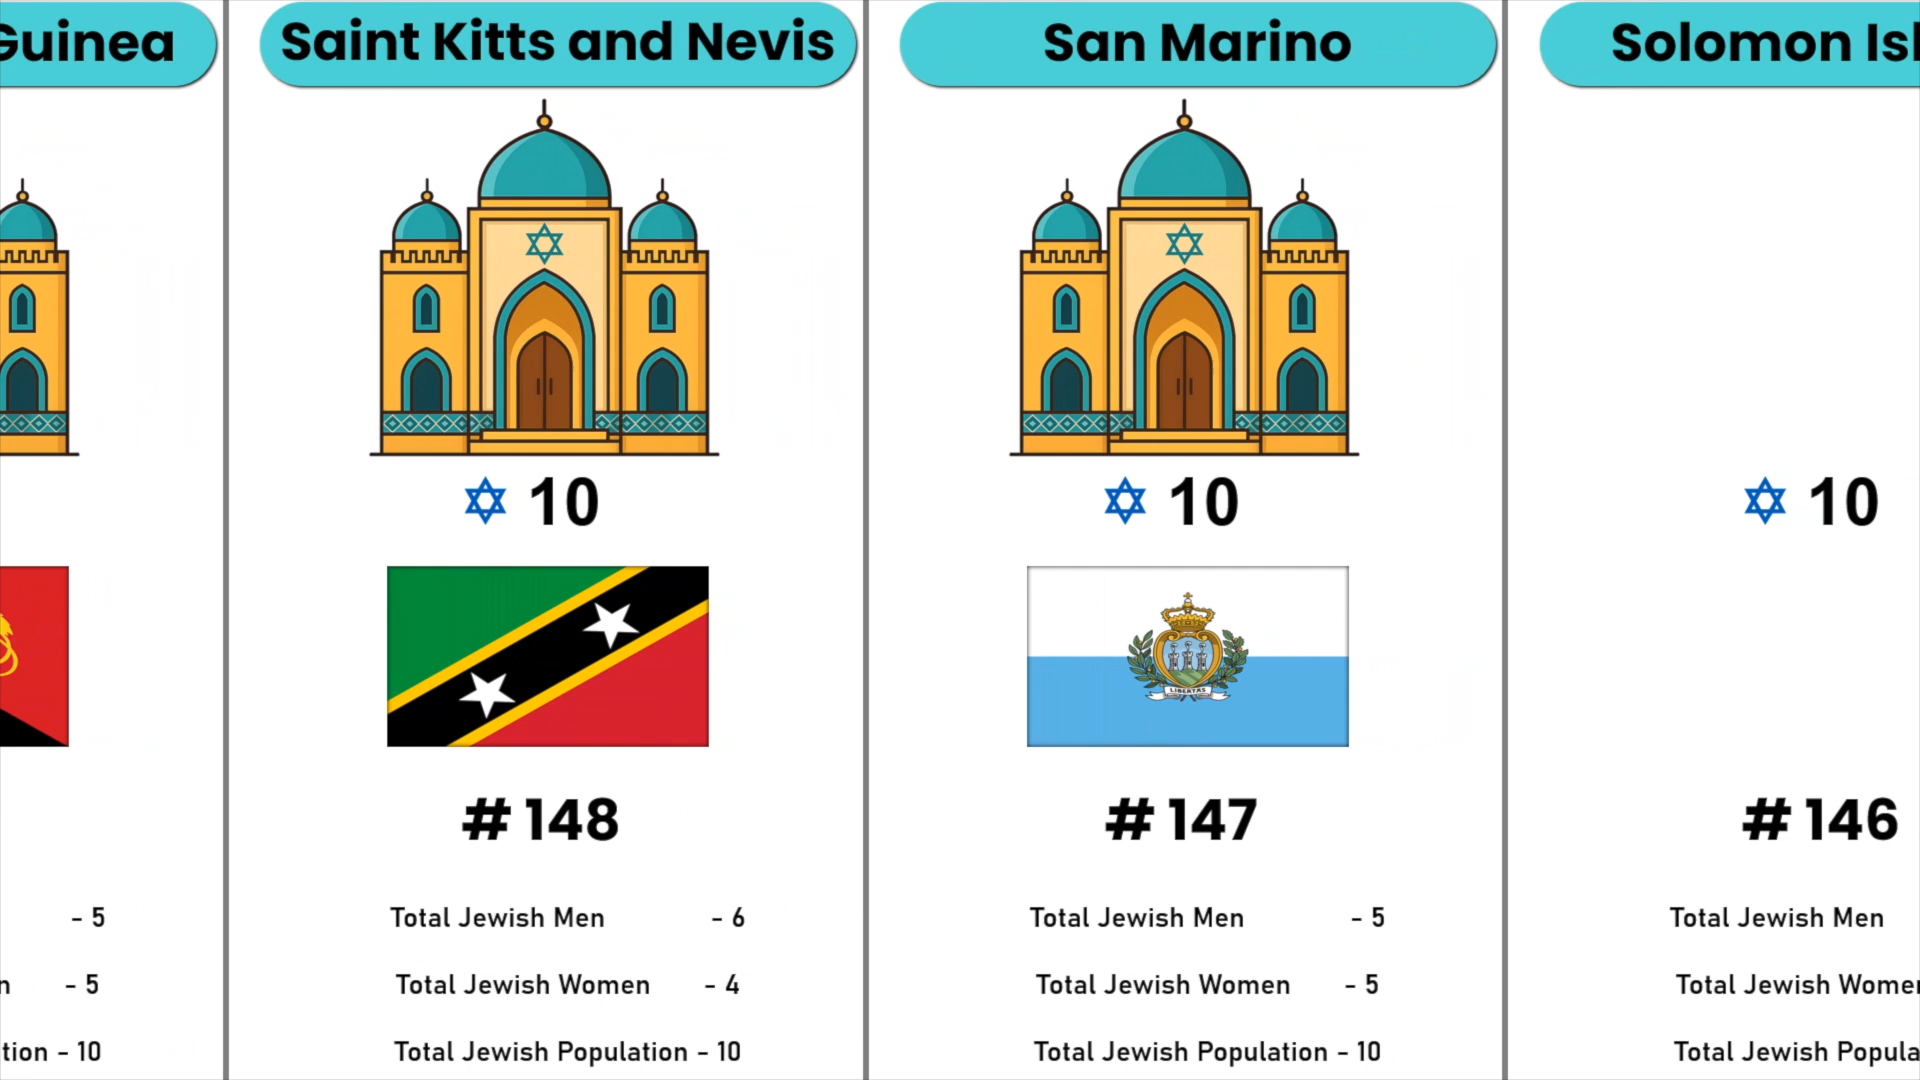 Guinea
- 5
n - 5
tion - 10
Saint Kitts and Nevis
10
# 148
Total Jewish Men - 6
Total Jewish Women - 4
Total Jewish Population - 10
San Marino
10
LIBERTAS
# 147
Total Jewish Men - 5
Total Jewish Women - 5
Total Jewish Population - 10
Solomon Isl
10
# 146
Total Jewish Men
Total Jewish Women
Total Jewish Popula